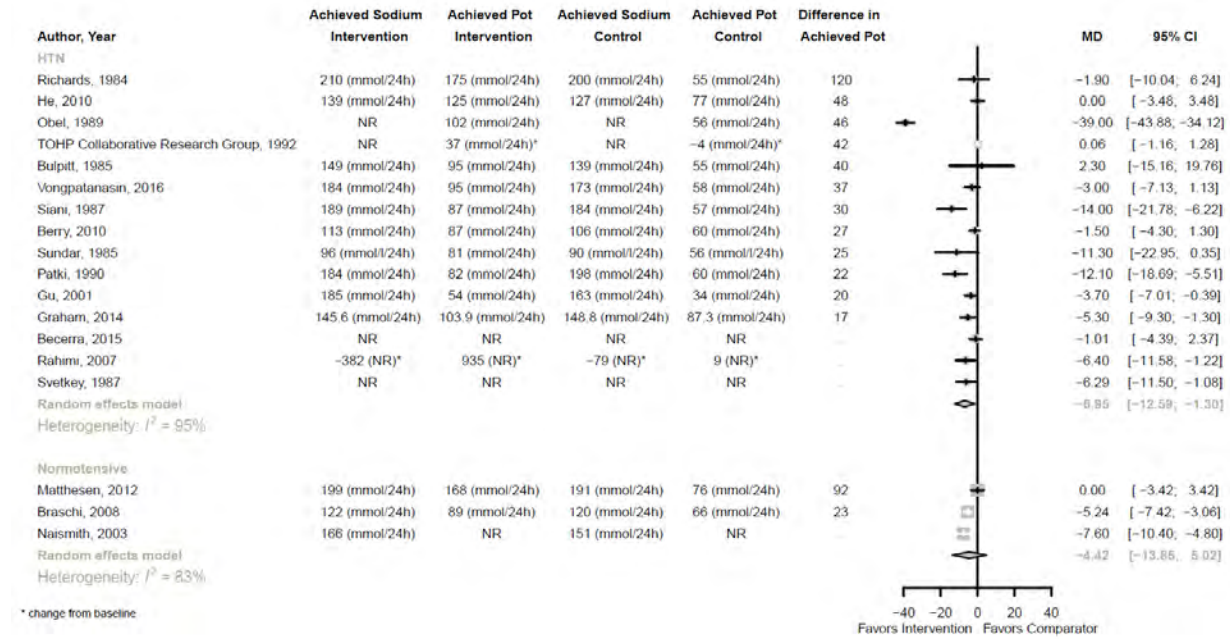 Achieved Sodium Achieved Pot Achieved Sodium Achieved Pot Difference in
Author, Year Intervention Intervention Control Control Achieved Pot MD 95% CI
HTN
Richards, 1984 210 (mmol/24h) 175 (mmol/24h) 200 (mmol/24h) 55 (mmol/24h) 120 −1.90 [−10.04; 6.24]
He, 2010 139 (mmol/24h) 125 (mmol/24h) 127 (mmol/24h) 77 (mmol/24h) 48 0.00 [ −3.48; 3.48]
Obel, 1989 NR 102 (mmol/24h) NR 56 (mmol/24h) 46 −39.00 [−43.88; −34.12]
TOHP Collaborative Research Group, 1992 NR 37 (mmol/24h)* NR −4 (mmol/24h)* 42 0.06 [ −1.16; 1.28]
Bulpitt, 1985 149 (mmol/24h) 95 (mmol/24h) 139 (mmol/24h) 55 (mmol/24h) 40 2.30 [−15.16; 19.76]
Vongpatanasin, 2016 184 (mmol/24h) 95 (mmol/24h) 173 (mmol/24h) 58 (mmol/24h) 37 −3.00 [ −7.13; 1.13]
Siani, 1987 189 (mmol/24h) 87 (mmol/24h) 184 (mmol/24h) 57 (mmol/24h) 30 −14.00 [−21.78; −6.22]
Berry, 2010 113 (mmol/24h) 87 (mmol/24h) 106 (mmol/24h) 60 (mmol/24h) 27 −1.50 [ −4.30; 1.30]
Sundar, 1985 96 (mmol/l/24h) 81 (mmol/24h) 90 (mmol/l/24h) 56 (mmol/l/24h) 25 −11.30 [−22.95; 0.35]
Patki, 1990 184 (mmol/24h) 82 (mmol/24h) 198 (mmol/24h) 60 (mmol/24h) 22 −12.10 [−18.69; −5.51]
Gu, 2001 185 (mmol/24h) 54 (mmol/24h) 163 (mmol/24h) 34 (mmol/24h) 20 −3.70 [ −7.01; −0.39]
Graham, 2014 145.6 (mmol/24h) 103.9 (mmol/24h) 148.8 (mmol/24h) 87.3 (mmol/24h) 17 −5.30 [ −9.30; −1.30]
Becerra, 2015 NR NR NR NR −1.01 [ −4.39; 2.37]
Rahimi, 2007 −382 (NR)* 935 (NR)* −79 (NR)* 9 (NR)* −6.40 [−11.58; −1.22]
Svetkey, 1987 NR NR NR NR −6.29 [−11.50; −1.08]
Random effects model −6.95 [−12.59; −1.30]
Heterogeneity: I² = 95%
Normotensive
Matthesen, 2012 199 (mmol/24h) 168 (mmol/24h) 191 (mmol/24h) 76 (mmol/24h) 92 0.00 [ −3.42; 3.42]
Braschi, 2008 122 (mmol/24h) 89 (mmol/24h) 120 (mmol/24h) 66 (mmol/24h) 23 −5.24 [ −7.42; −3.06]
Naismith, 2003 166 (mmol/24h) NR 151 (mmol/24h) NR −7.60 [−10.40; −4.80]
Random effects model −4.42 [−13.85; 5.02]
Heterogeneity: I² = 83%
* change from baseline
−40 −20 0 20 40
Favors Intervention Favors Comparator